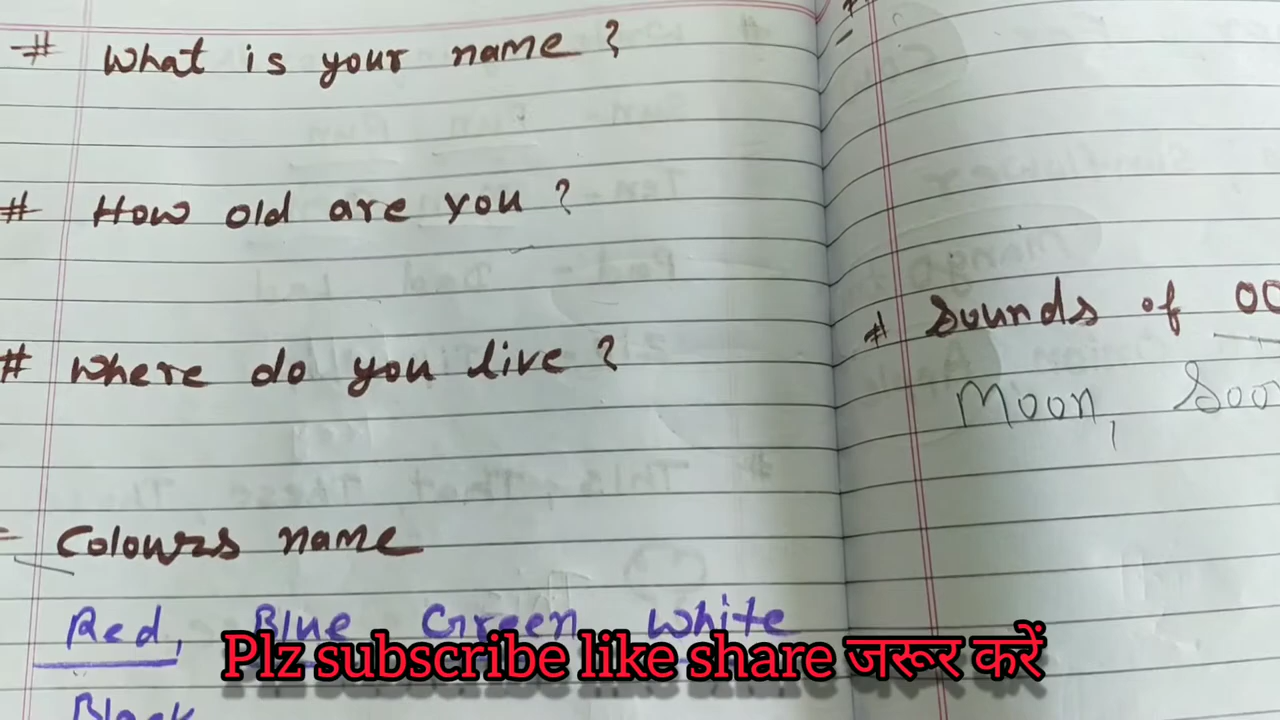 # What is your name ?
# How old are you ?
# Where do you live ?
Colours name
Red, Blue Green White
Black
# Sounds of
Moon,
Plz subscribe like share जरूर करें